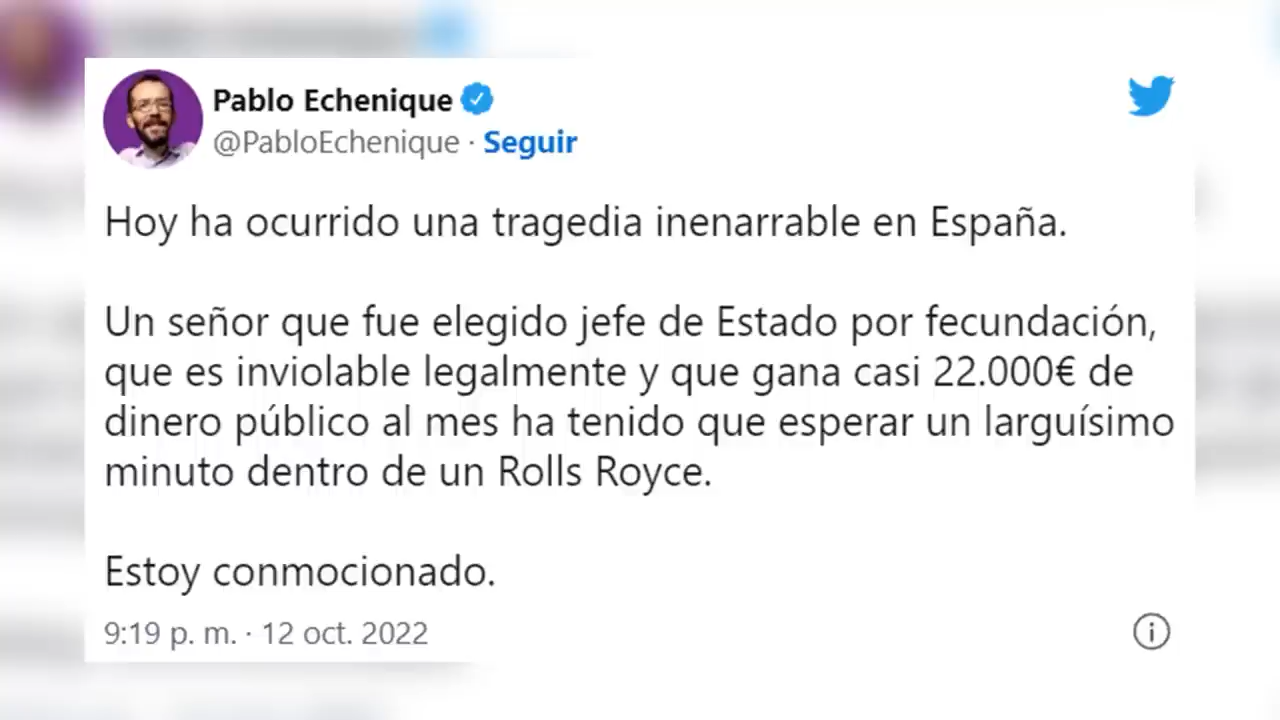 Pablo Echenique
@PabloEchenique · Seguir
Hoy ha ocurrido una tragedia inenarrable en España.
Un señor que fue elegido jefe de Estado por fecundación,
que es inviolable legalmente y que gana casi 22.000€ de
dinero público al mes ha tenido que esperar un larguísimo
minuto dentro de un Rolls Royce.
Estoy conmocionado.
9:19 p. m. · 12 oct. 2022